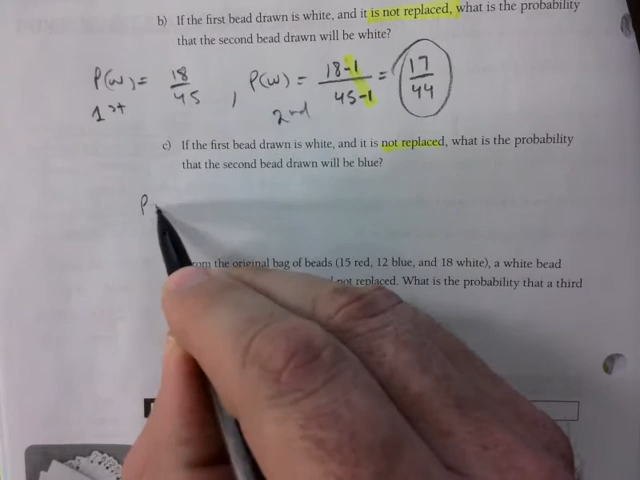 b) If the first bead drawn is white, and it is not replaced, what is the probability
that the second bead drawn will be white?
P(W) = 18/45 , P(W) = 18-1/45-1 = 17/44
1st 2nd
c) If the first bead drawn is white, and it is not replaced, what is the probability
that the second bead drawn will be blue?
P
from the original bag of beads (15 red, 12 blue, and 18 white), a white bead
not replaced. What is the probability that a third